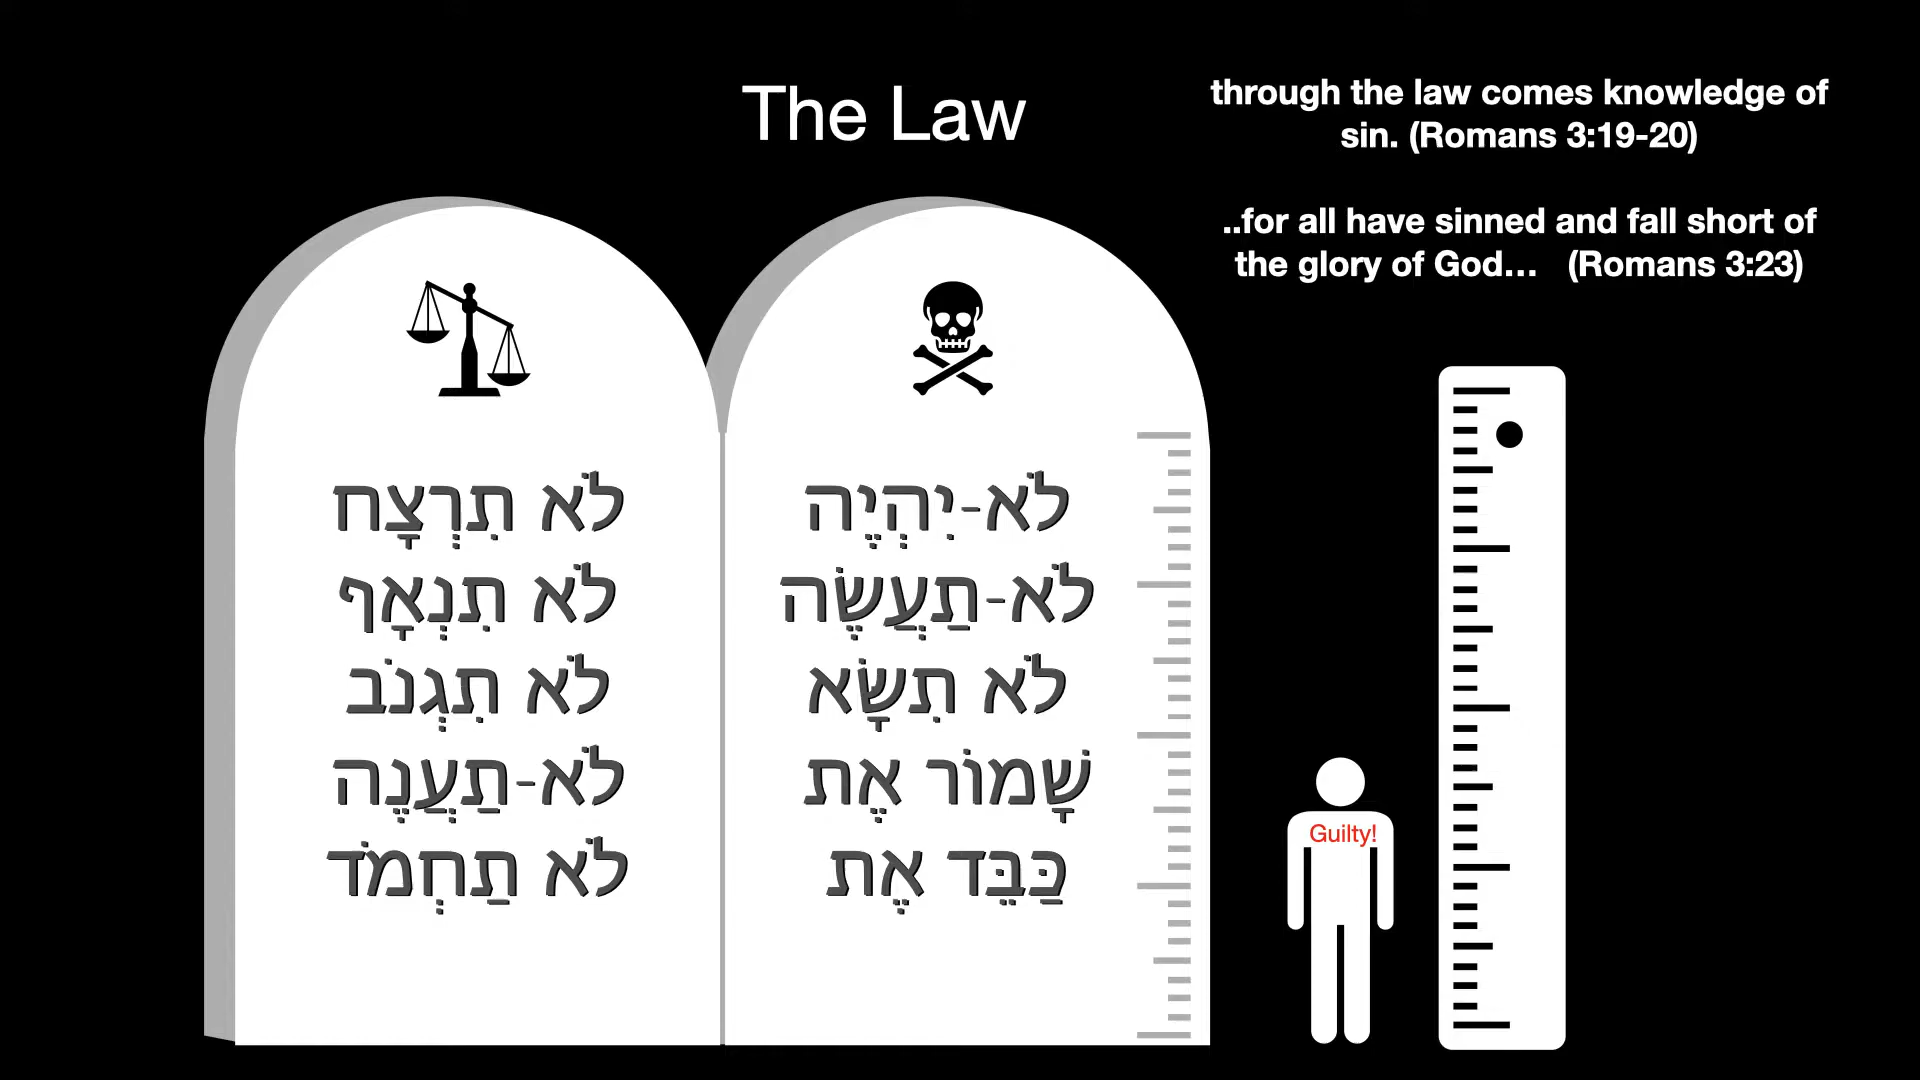 The Law
through the law comes knowledge of
sin. (Romans 3:19-20)
..for all have sinned and fall short of
the glory of God… (Romans 3:23)
לֹא-יִהְיֶה
לֹא-תַעֲשֶׂה
לֹא תִשָּׂא
שָׁמוֹר אֶת
כַּבֵּד אֶת
לֹא תִרְצָח
לֹא תִנְאָף
לֹא תִגְנֹב
לֹא-תַעֲנֶה
לֹא תַחְמֹד
Guilty!